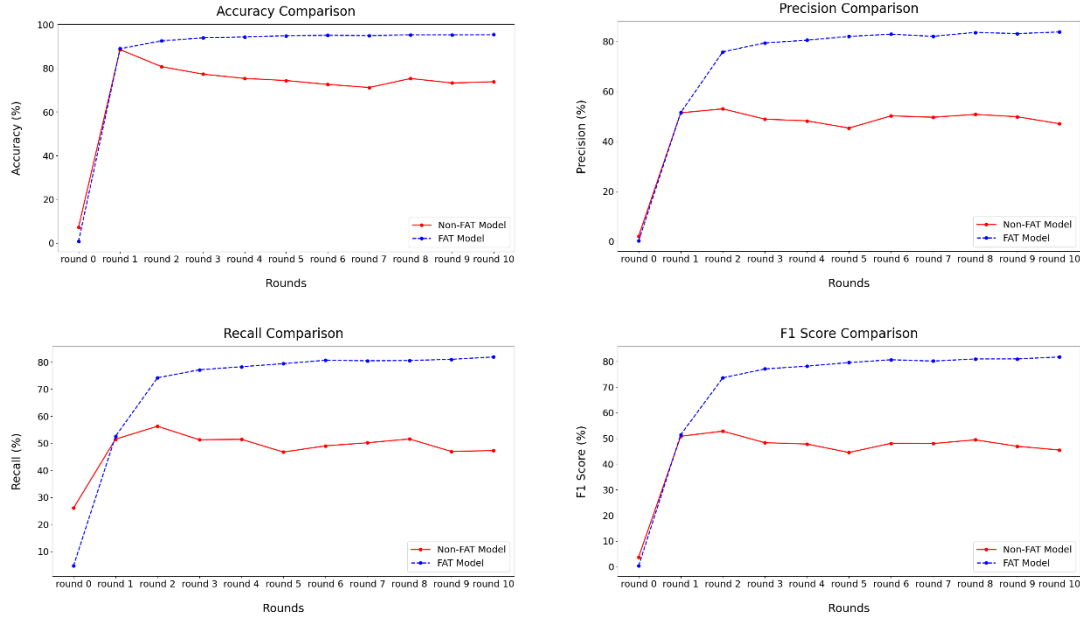 Accuracy Comparison
100
80
60
40
20
0
Accuracy (%)
Non-FAT Model
FAT Model
round 0 round 1 round 2 round 3 round 4 round 5 round 6 round 7 round 8 round 9 round 10
Rounds
Precision Comparison
80
60
40
20
0
Precision (%)
Non-FAT Model
FAT Model
round 0 round 1 round 2 round 3 round 4 round 5 round 6 round 7 round 8 round 9 round 10
Rounds
Recall Comparison
80
70
60
50
40
30
20
10
Recall (%)
Non-FAT Model
FAT Model
round 0 round 1 round 2 round 3 round 4 round 5 round 6 round 7 round 8 round 9 round 10
Rounds
F1 Score Comparison
80
70
60
50
40
30
20
10
0
F1 Score (%)
Non-FAT Model
FAT Model
round 0 round 1 round 2 round 3 round 4 round 5 round 6 round 7 round 8 round 9 round 10
Rounds